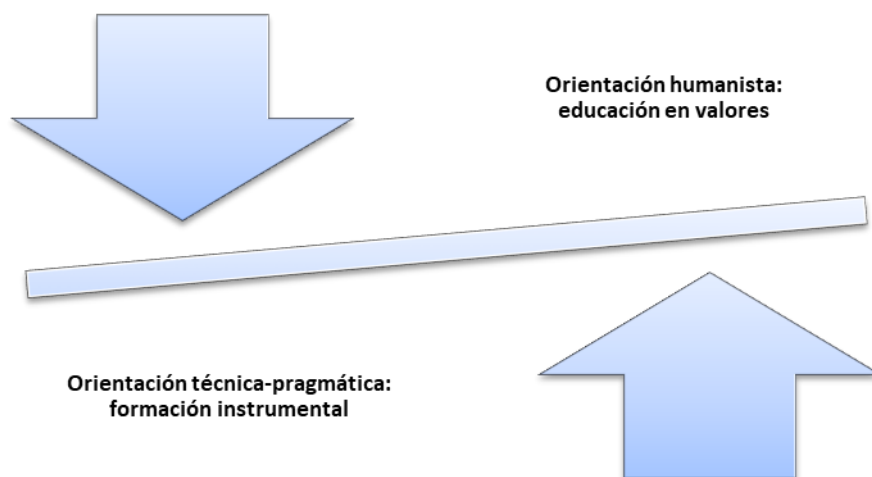 Orientación humanista:
educación en valores
Orientación técnica-pragmática:
formación instrumental